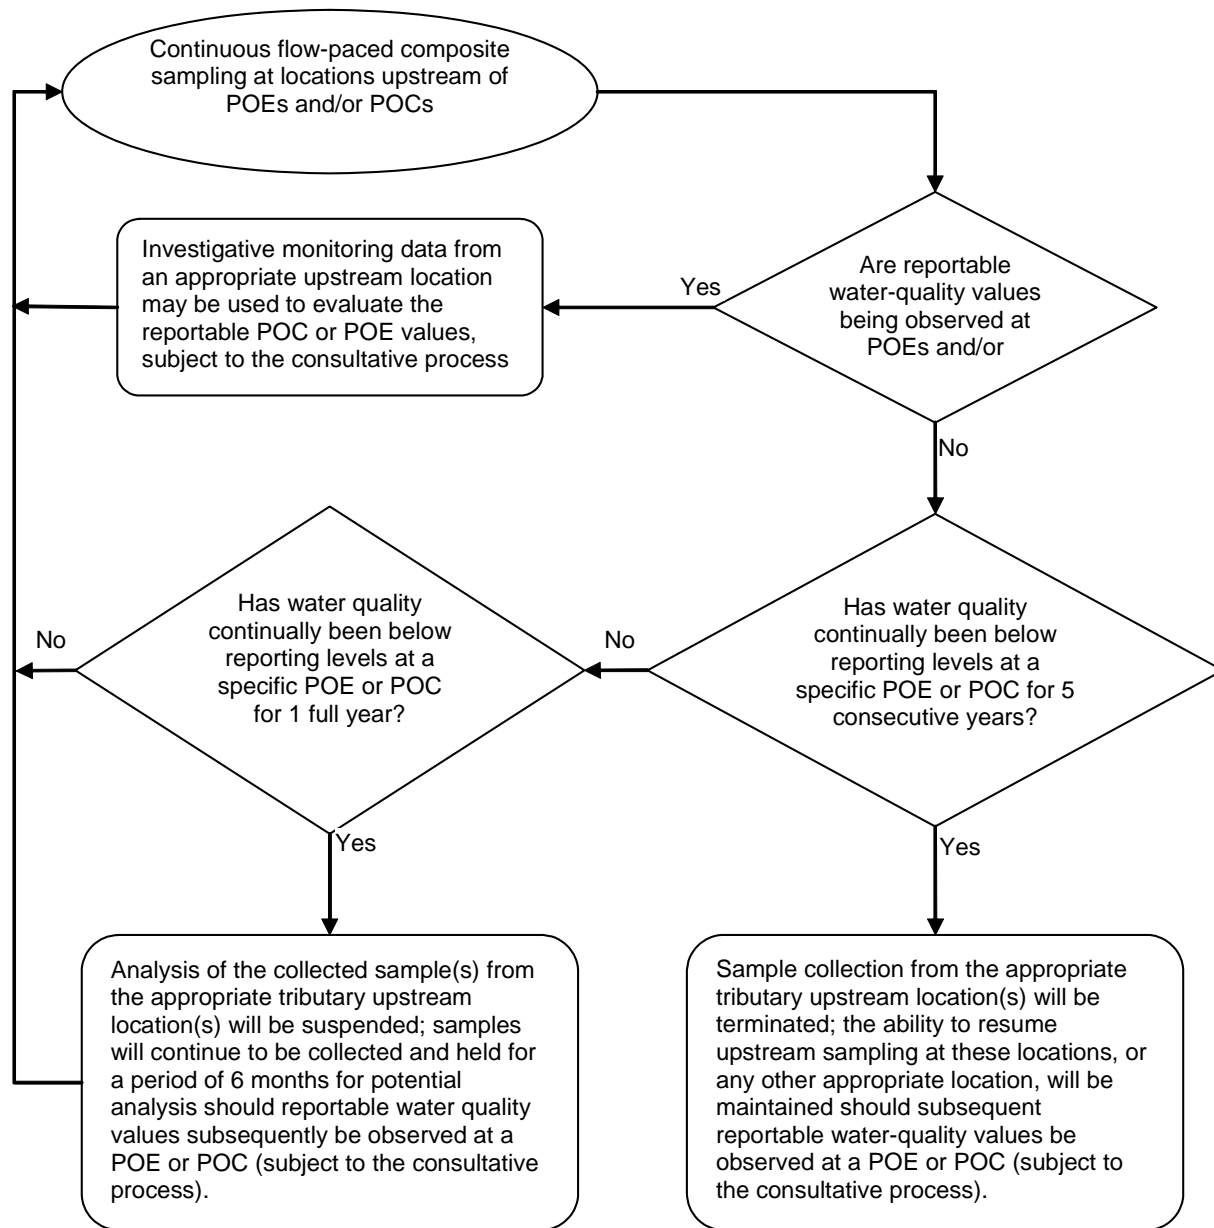 Continuous flow-paced composite
sampling at locations upstream of
POEs and/or POCs
Investigative monitoring data from
an appropriate upstream location
may be used to evaluate the
reportable POC or POE values,
subject to the consultative process
Yes
Are reportable
water-quality values
being observed at
POEs and/or
No
Has water quality
continually been below
reporting levels at a
specific POE or POC
for 1 full year?
No
No
Has water quality
continually been below
reporting levels at a
specific POE or POC for 5
consecutive years?
Yes
Yes
Analysis of the collected sample(s) from
the appropriate tributary upstream
location(s) will be suspended; samples
will continue to be collected and held for
a period of 6 months for potential
analysis should reportable water quality
values subsequently be observed at a
POE or POC (subject to the consultative
process).
Sample collection from the appropriate
tributary upstream location(s) will be
terminated; the ability to resume
upstream sampling at these locations, or
any other appropriate location, will be
maintained should subsequent
reportable water-quality values be
observed at a POE or POC (subject to
the consultative process).